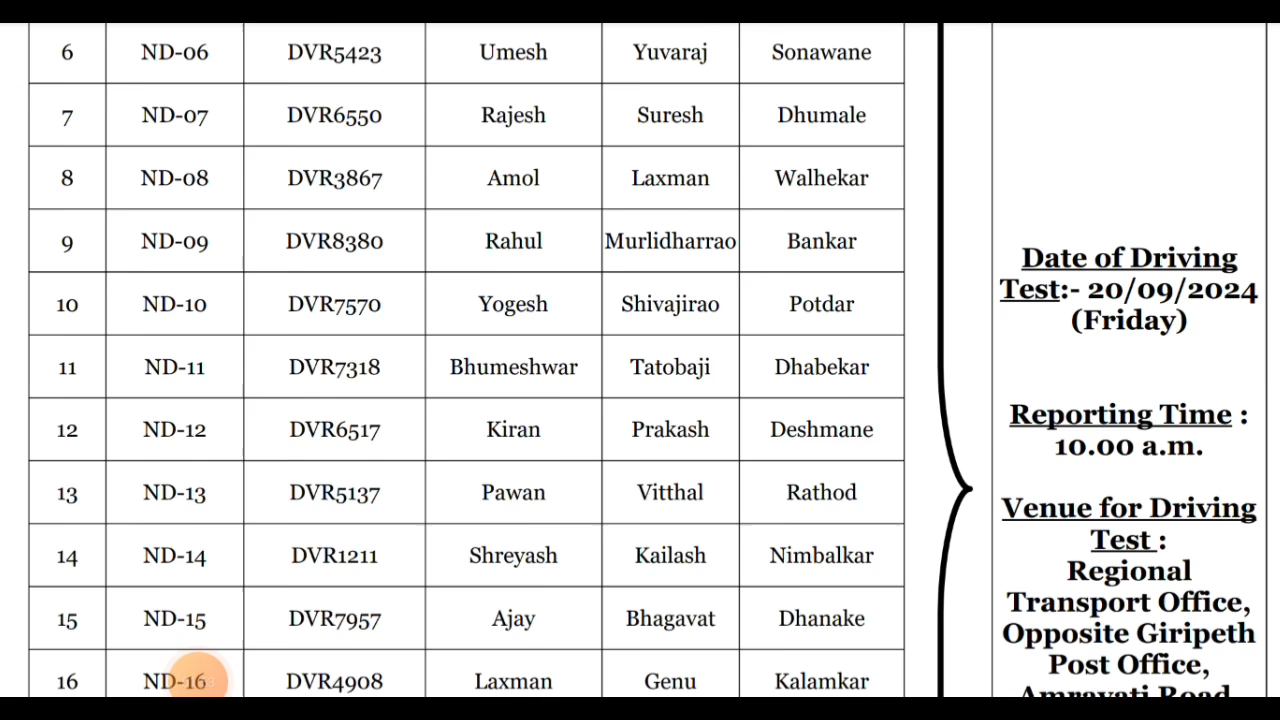 6 ND-06 DVR5423 Umesh Yuvaraj Sonawane
7 ND-07 DVR6550 Rajesh Suresh Dhumale
8 ND-08 DVR3867 Amol Laxman Walhekar
9 ND-09 DVR8380 Rahul Murlidharrao Bankar
10 ND-10 DVR7570 Yogesh Shivajirao Potdar
11 ND-11 DVR7318 Bhumeshwar Tatobaji Dhabekar
12 ND-12 DVR6517 Kiran Prakash Deshmane
13 ND-13 DVR5137 Pawan Vitthal Rathod
14 ND-14 DVR1211 Shreyash Kailash Nimbalkar
15 ND-15 DVR7957 Ajay Bhagavat Dhanake
16 ND-16 DVR4908 Laxman Genu Kalamkar
Date of Driving
Test:- 20/09/2024
(Friday)
Reporting Time :
10.00 a.m.
Venue for Driving
Test :
Regional
Transport Office,
Opposite Giripeth
Post Office,
Amravati Road